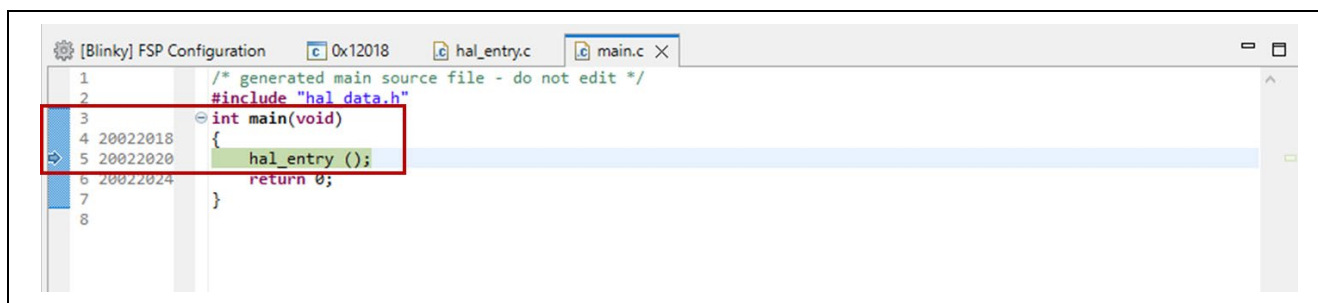 [Blinky] FSP Configuration 0x12018 hal_entry.c main.c
1 /* generated main source file - do not edit */
2 #include "hal_data.h"
3 int main(void)
4 20022018 {
5 20022020 hal_entry ();
6 20022024 return 0;
7 }
8